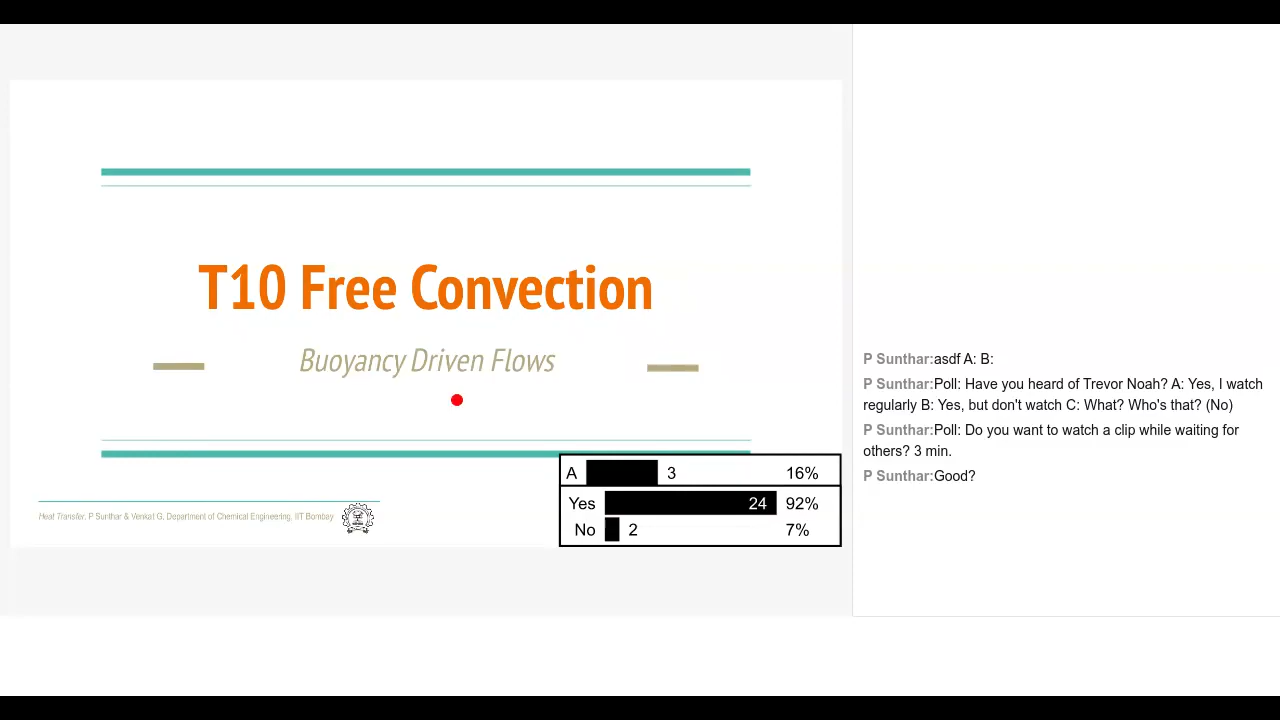 T10 Free Convection
Buoyancy Driven Flows
Heat Transfer, P Sunthar & Venkat G, Department of Chemical Engineering, IIT Bombay
A 3 16%
Yes 24 92%
No 2 7%
P Sunthar:asdf A: B:
P Sunthar:Poll: Have you heard of Trevor Noah? A: Yes, I watch
regularly B: Yes, but don't watch C: What? Who's that? (No)
P Sunthar:Poll: Do you want to watch a clip while waiting for
others? 3 min.
P Sunthar:Good?